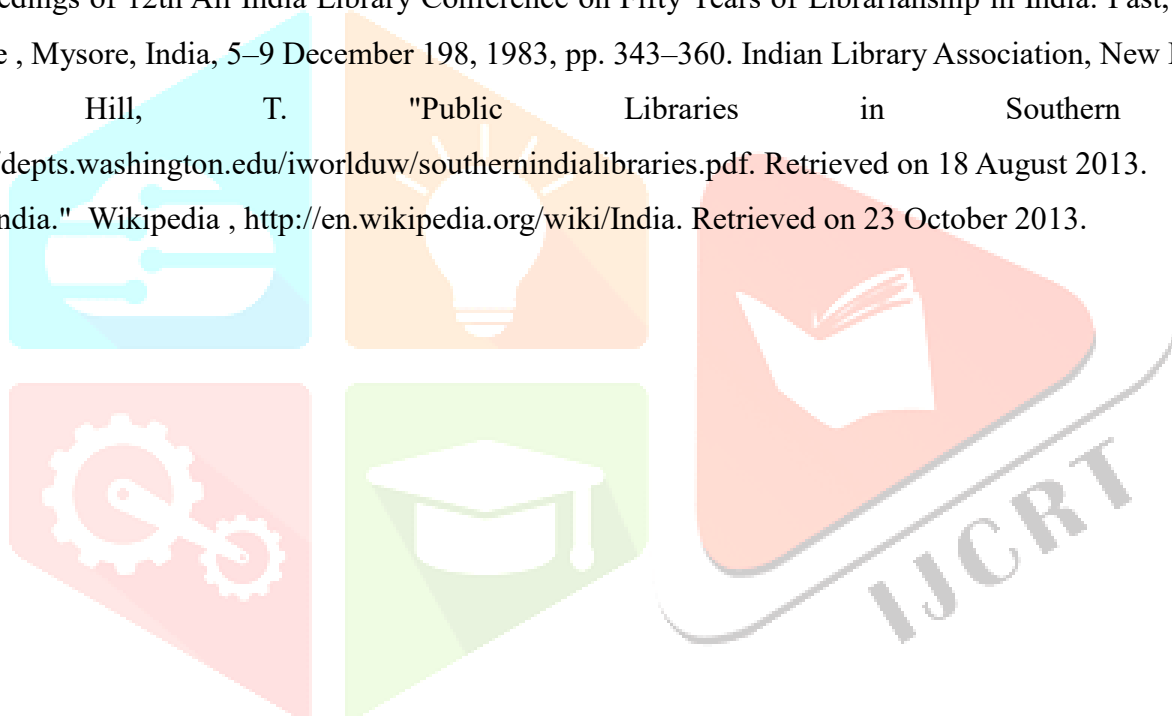 edings of 12th All India Library Conference on Fifty Years of Librarianship in India: Past,
e , Mysore, India, 5–9 December 198, 1983, pp. 343–360. Indian Library Association, New
Hill, T. "Public Libraries in Southern
/depts.washington.edu/iworlduw/southernindialibraries.pdf. Retrieved on 18 August 2013.
ndia." Wikipedia , http://en.wikipedia.org/wiki/India. Retrieved on 23 October 2013.
IJCRT